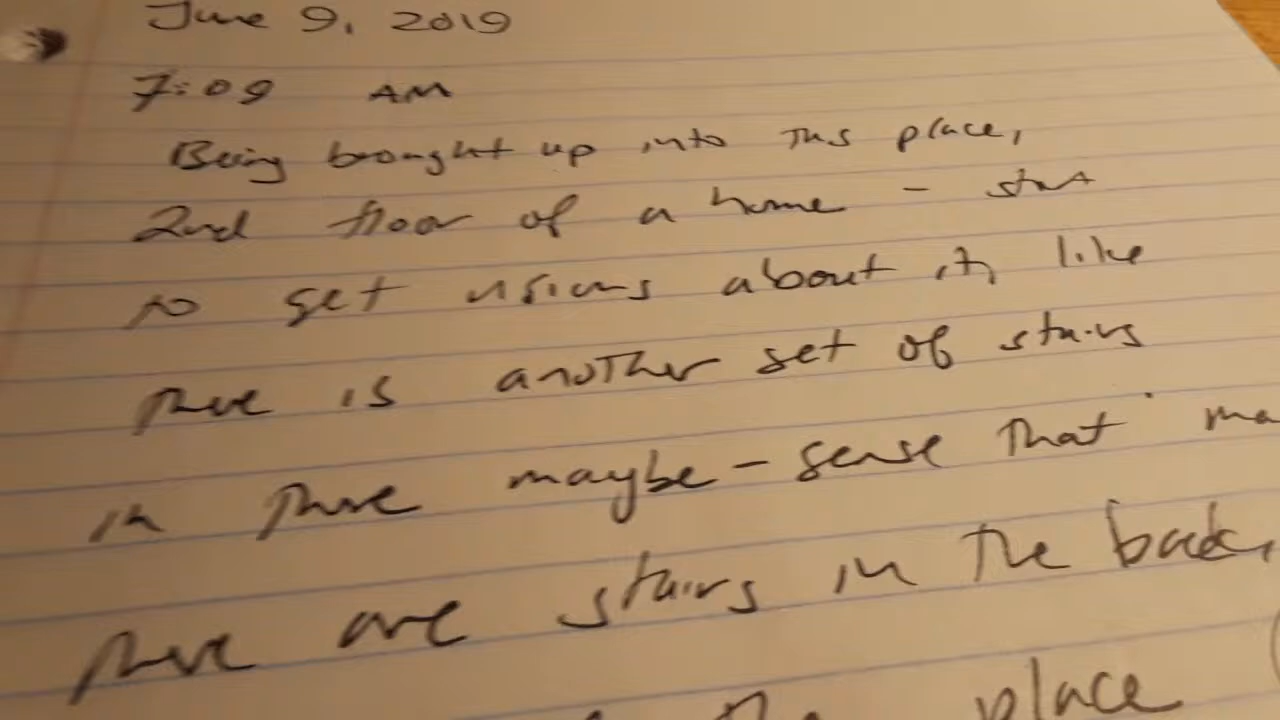 June 9, 2019
7:09 AM
Being brought up into this place,
2nd floor of a home - start
to get visions about it, like
there is another set of stairs
in there maybe - sense that ma
there are stairs in the back,
the place (